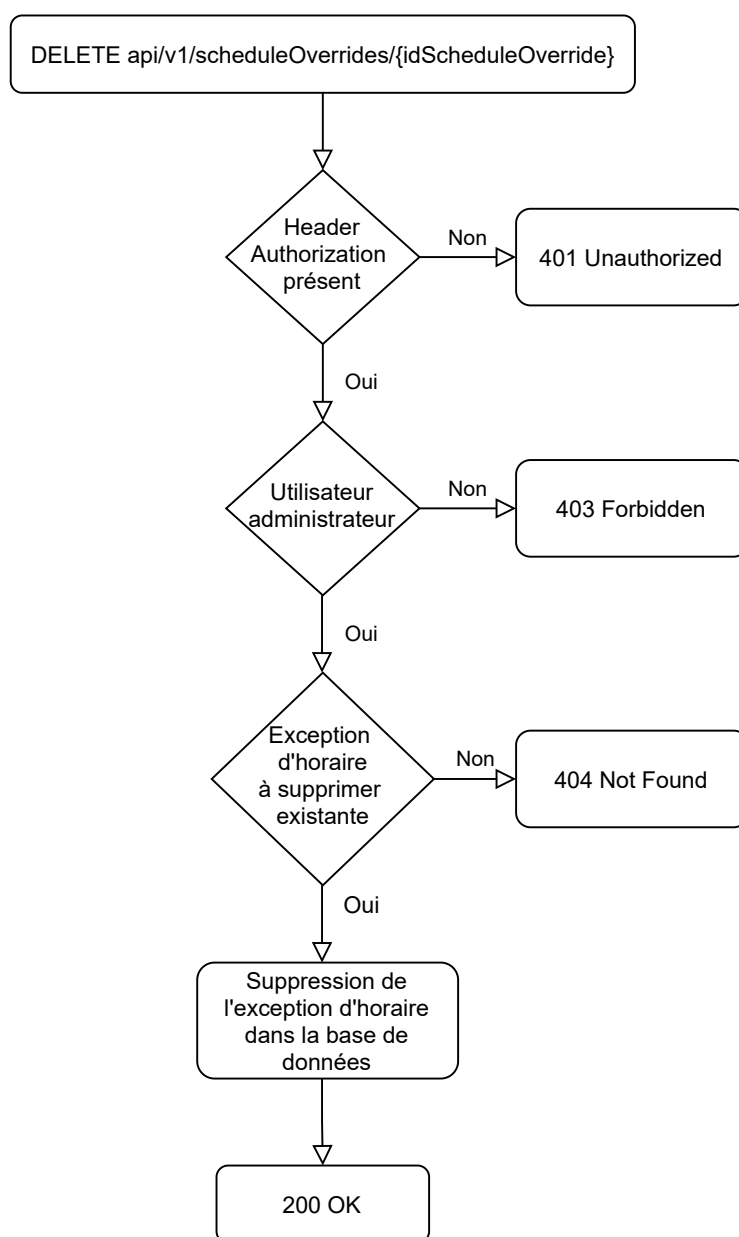 DELETE api/v1/scheduleOverrides/{idScheduleOverride}
Header
Authorization
présent
Non
401 Unauthorized
Oui
Utilisateur
administrateur
Non
403 Forbidden
Oui
Exception
d'horaire
à supprimer
existante
Non
404 Not Found
Oui
Suppression de
l'exception d'horaire
dans la base de
données
200 OK